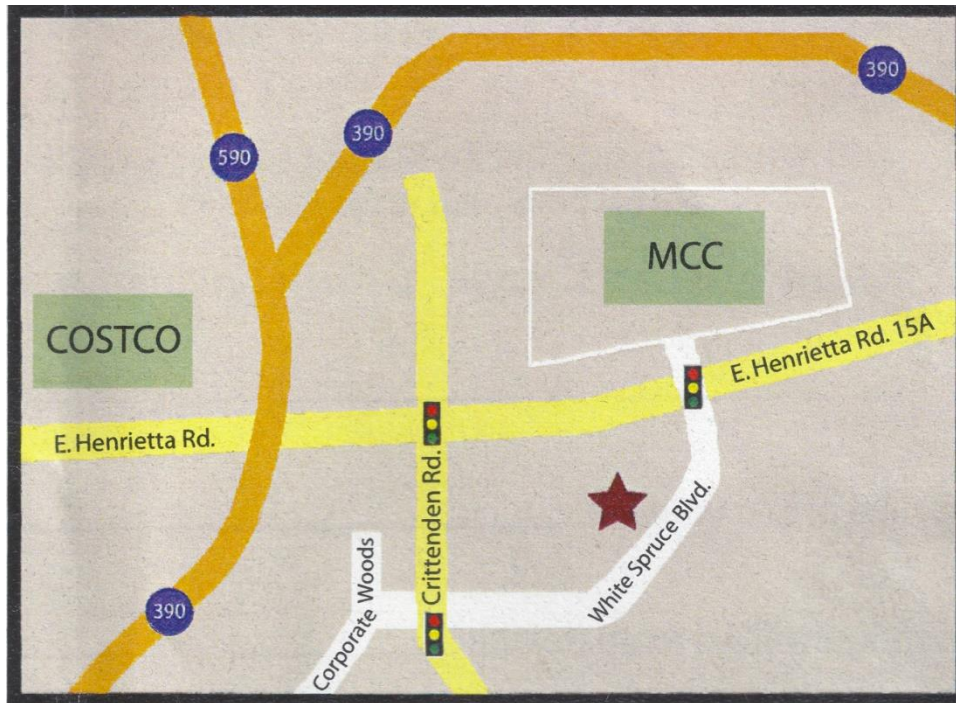 390
390
590
MCC
COSTCO
E. Henrietta Rd. 15A
E. Henrietta Rd.
Crittenden Rd.
White Spruce Blvd.
Corporate Woods
390